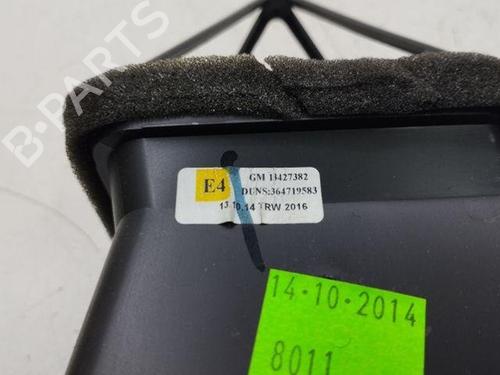 B-PARTS
E4
GM 13427382
DUNS:364719583
13.10.14 TRW 2016
14-10-2014
8011